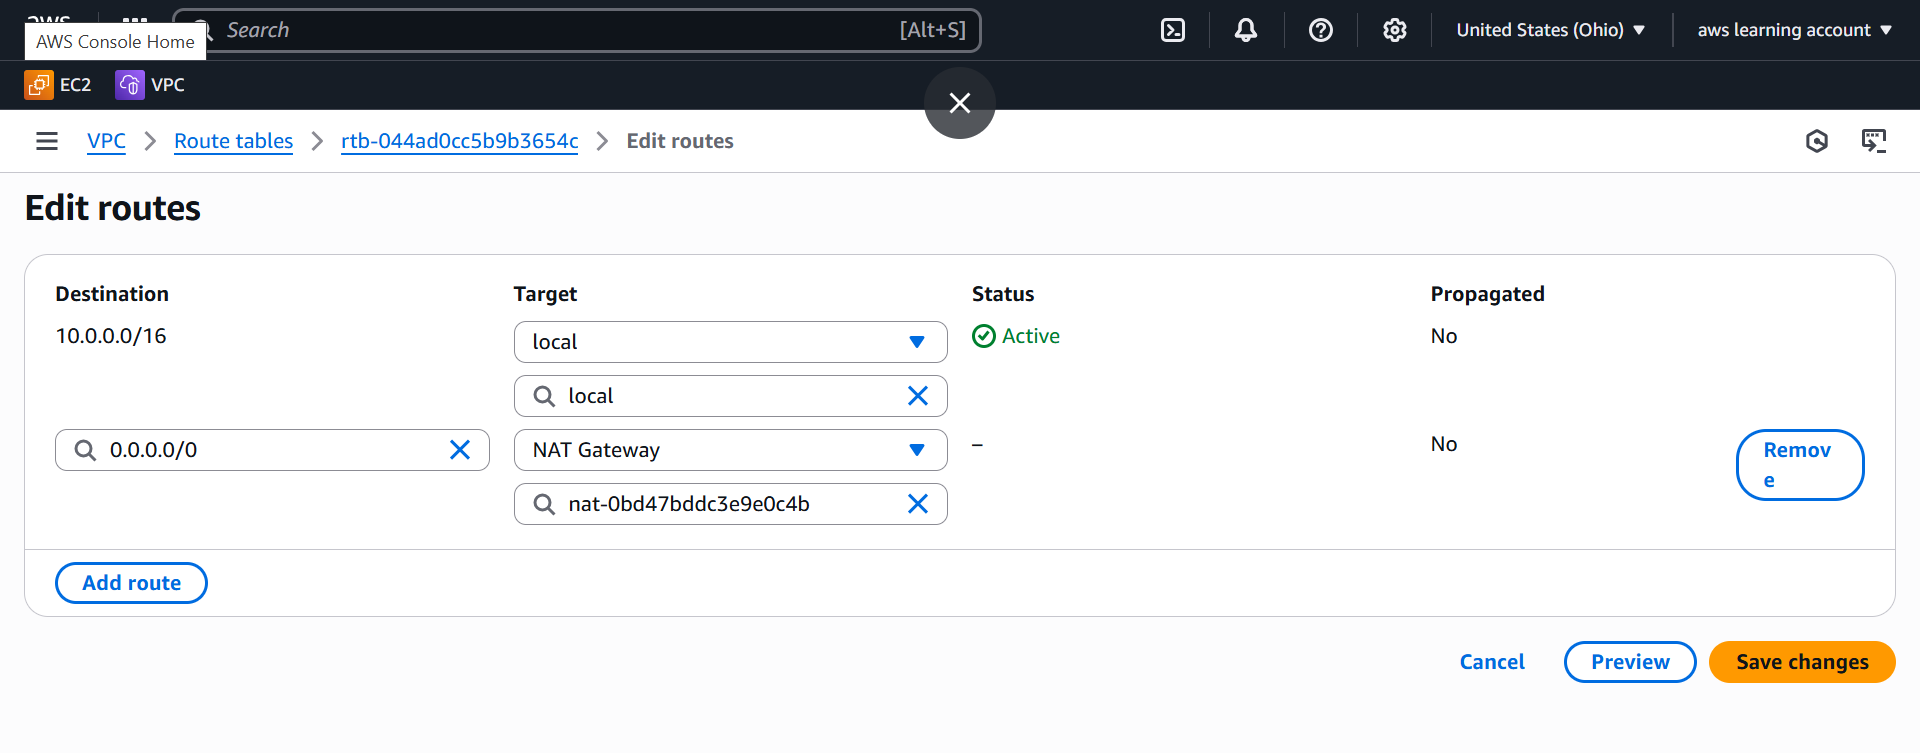 AWS Console Home
Search [Alt+S]
United States (Ohio)
aws learning account
EC2 VPC
VPC Route tables rtb-044ad0cc5b9b3654c Edit routes
Edit routes
Destination Target Status Propagated
10.0.0.0/16 local Active No
local
0.0.0.0/0 NAT Gateway – No Remov
e
nat-0bd47bddc3e9e0c4b
Add route
Cancel Preview Save changes